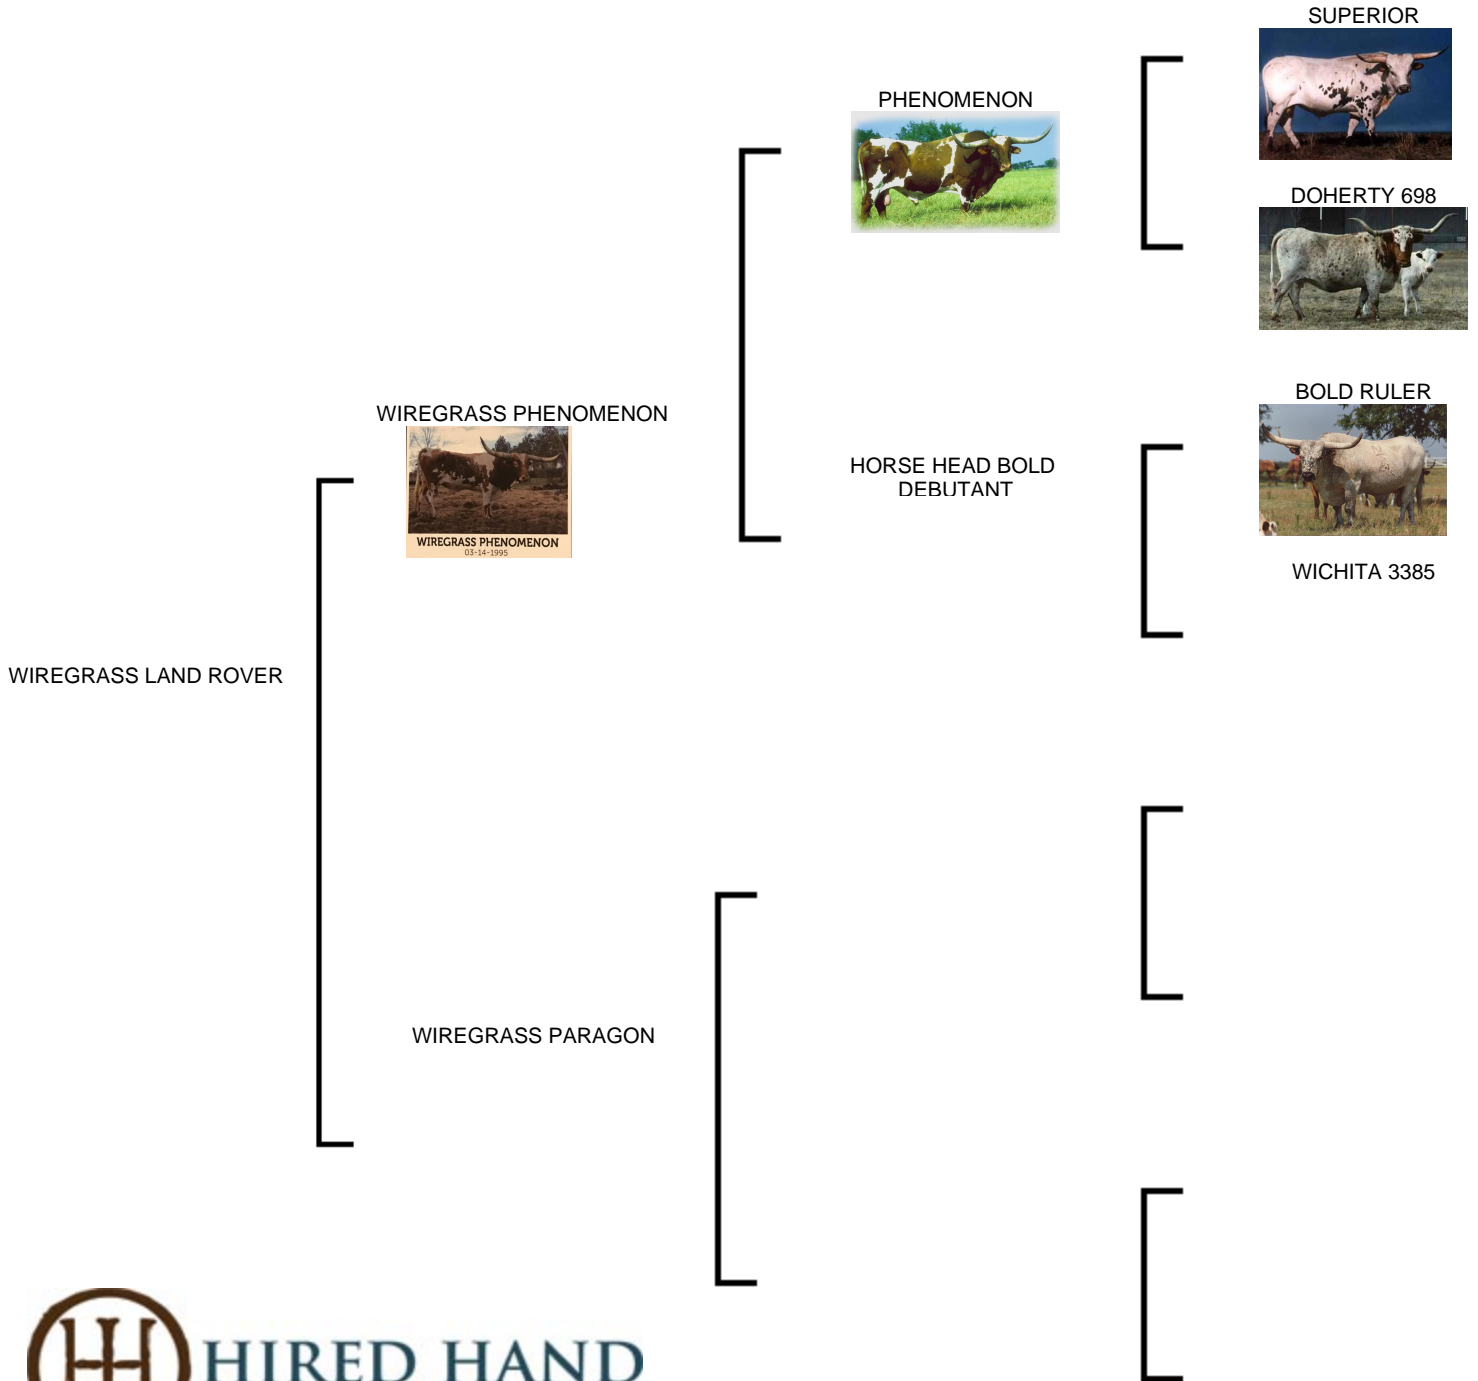 SUPERIOR
PHENOMENON
DOHERTY 698
BOLD RULER
WIREGRASS PHENOMENON
HORSE HEAD BOLD
DEBUTANT
WIREGRASS PHENOMENON
03-14-1995
WICHITA 3385
WIREGRASS LAND ROVER
WIREGRASS PARAGON
HH HIRED HAND